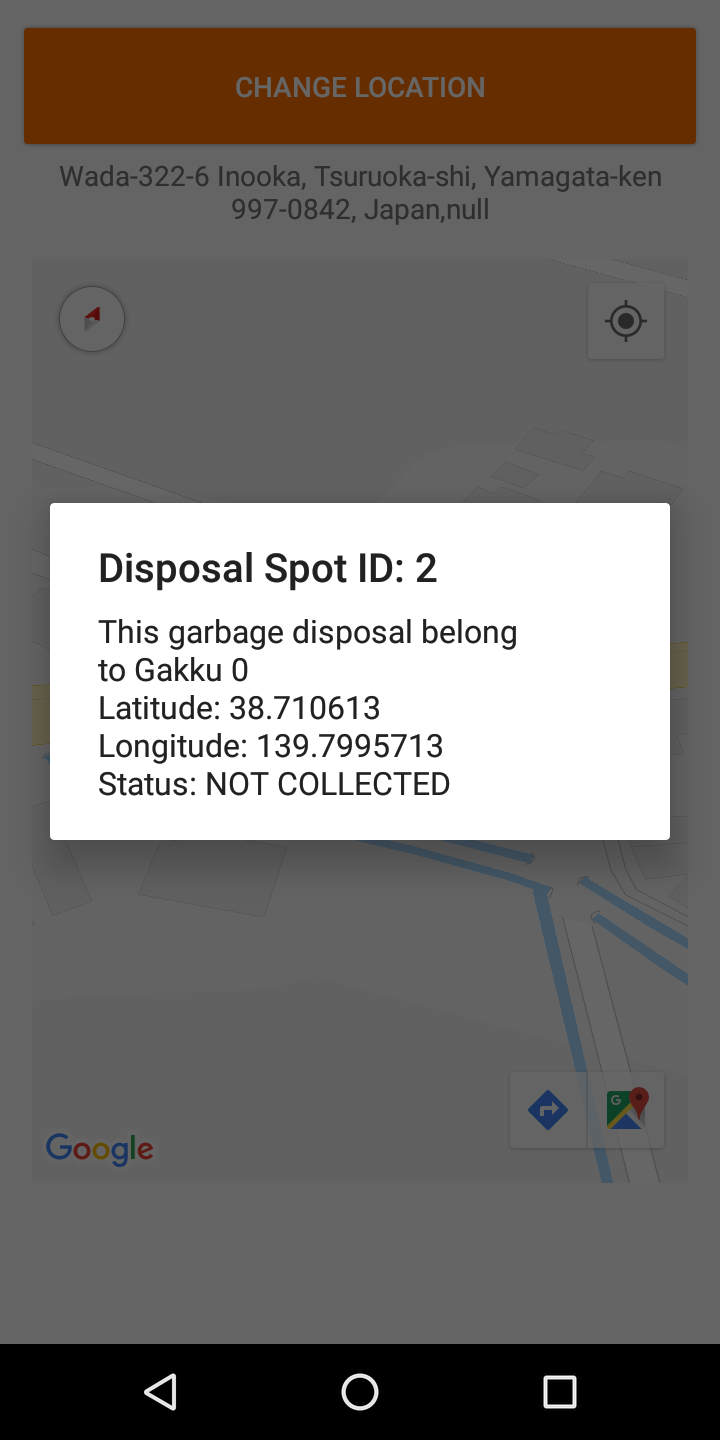 CHANGE LOCATION
Wada-322-6 Inooka, Tsuruoka-shi, Yamagata-ken
997-0842, Japan,null
Disposal Spot ID: 2
This garbage disposal belong
to Gakku 0
Latitude: 38.710613
Longitude: 139.7995713
Status: NOT COLLECTED
G
Google